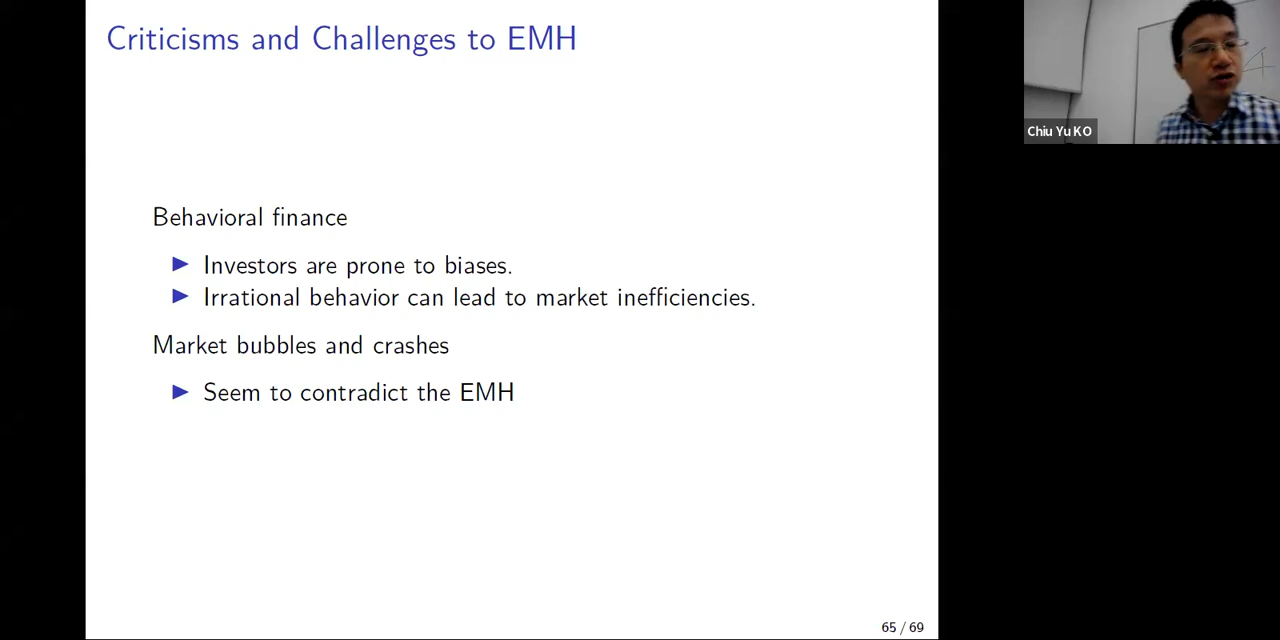 Criticisms and Challenges to EMH
Chiu Yu KO
Behavioral finance
Investors are prone to biases.
Irrational behavior can lead to market inefficiencies.
Market bubbles and crashes
Seem to contradict the EMH
65 / 69